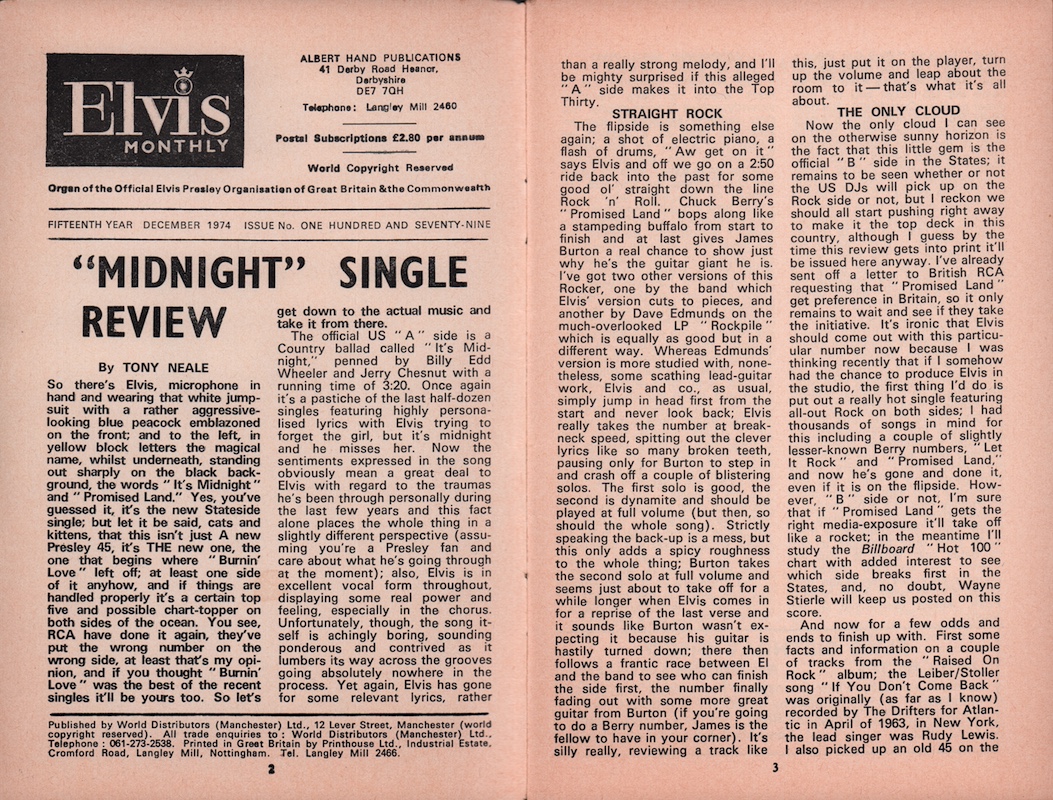 Elvis
MONTHLY
ALBERT HAND PUBLICATIONS
41 Derby Road Heanor,
Derbyshire
DE7 7QH
Telephone: Langley Mill 2460
Postal Subscriptions £2.80 per annum
World Copyright Reserved
Organ of the Official Elvis Presley Organisation of Great Britain & the Commonwealth
FIFTEENTH YEAR DECEMBER 1974 ISSUE No. ONE HUNDRED AND SEVENTY-NINE
“MIDNIGHT” SINGLE
REVIEW
By TONY NEALE
So there's Elvis, microphone in
hand and wearing that white jump-
suit with a rather aggressive-
looking blue peacock emblazoned
on the front; and to the left, in
yellow block letters the magical
name, whilst underneath, standing
out sharply on the black back-
ground, the words "It's Midnight"
and "Promised Land." Yes, you've
guessed it, it's the new Stateside
single; but let it be said, cats and
kittens, that this isn't just A new
Presley 45, it's THE new one, the
one that begins where "Burnin'
Love" left off; at least one side
of it anyhow, and if things are
handled properly it's a certain top
five and possible chart-topper on
both sides of the ocean. You see,
RCA have done it again, they've
put the wrong number on the
wrong side, at least that's my opi-
nion, and if you thought "Burnin'
Love" was the best of the recent
singles it'll be yours too. So let's
get down to the actual music and
take it from there.
The official US "A" side is a
Country ballad called "It's Mid-
night," penned by Billy Edd
Wheeler and Jerry Chesnut with a
running time of 3:20. Once again
it's a pastiche of the last half-dozen
singles featuring highly persona-
lised lyrics with Elvis trying to
forget the girl, but it's midnight
and he misses her. Now the
sentiments expressed in the song
obviously mean a great deal to
Elvis with regard to the traumas
he's been through personally during
the last few years and this fact
alone places the whole thing in a
slightly different perspective (assu-
ming you're a Presley fan and
care about what he's going through
at the moment); also, Elvis is in
excellent vocal form throughout,
displaying some real power and
feeling, especially in the chorus.
Unfortunately, though, the song it-
self is achingly boring, sounding
ponderous and contrived as it
lumbers its way across the grooves
going absolutely nowhere in the
process. Yet again, Elvis has gone
for some relevant lyrics, rather
Published by World Distributors (Manchester) Ltd., 12 Lever Street, Manchester (world
copyright reserved). All trade enquiries to: World Distributors (Manchester) Ltd.,
Telephone: 061-273-2538. Printed in Great Britain by Printhouse Ltd., Industrial Estate,
Cromford Road, Langley Mill, Nottingham. Tel. Langley Mill 2466.
2
than a really strong melody, and I'll
be mighty surprised if this alleged
"A" side makes it into the Top
Thirty.
STRAIGHT ROCK
The flipside is something else
again; a shot of electric piano, a
flash of drums, "Aw get on it"
says Elvis and off we go on a 2:50
ride back into the past for some
good ol' straight down the line
Rock 'n' Roll. Chuck Berry's
"Promised Land" bops along like
a stampeding buffalo from start to
finish and at last gives James
Burton a real chance to show just
why he's the guitar giant he is.
I've got two other versions of this
Rocker, one by the band which
Elvis' version cuts to pieces, and
another by Dave Edmunds on the
much-overlooked LP "Rockpile"
which is equally as good but in a
different way. Whereas Edmunds'
version is more studied with, none-
theless, some scathing lead-guitar
work, Elvis and co., as usual,
simply jump in head first from the
start and never look back; Elvis
really takes the number at break-
neck speed, spitting out the clever
lyrics like so many broken teeth,
pausing only for Burton to step in
and crash off a couple of blistering
solos. The first solo is good, the
second is dynamite and should be
played at full volume (but then, so
should the whole song). Strictly
speaking the back-up is a mess, but
this only adds a spicy roughness
to the whole thing; Burton takes
the second solo at full volume and
seems just about to take off for a
while longer when Elvis comes in
for a reprise of the last verse and
it sounds like Burton wasn't ex-
pecting it because his guitar is
hastily turned down; there then
follows a frantic race between El
and the band to see who can finish
the side first, the number finally
fading out with some more great
guitar from Burton (if you're going
to do a Berry number, James is the
fellow to have in your corner). It's
silly really, reviewing a track like
this, just put it on the player, turn
up the volume and leap about the
room to it — that's what it's all
about.
THE ONLY CLOUD
Now the only cloud I can see
on the otherwise sunny horizon is
the fact that this little gem is the
official "B" side in the States; it
remains to be seen whether or not
the US DJs will pick up on the
Rock side or not, but I reckon we
should all start pushing right away
to make it the top deck in this
country, although I guess by the
time this review gets into print it'll
be issued here anyway. I've already
sent off a letter to British RCA
requesting that "Promised Land"
get preference in Britain, so it only
remains to wait and see if they take
the initiative. It's ironic that Elvis
should come out with this particu-
ular number now because I was
thinking recently that if I somehow
had the chance to produce Elvis in
the studio, the first thing I'd do is
put out a really hot single featuring
all-out Rock on both sides; I had
thousands of songs in mind for
this including a couple of slightly
lesser-known Berry numbers, "Let
It Rock" and "Promised Land,"
and now he's gone and done it,
even if it is on the flipside. How-
ever, "B" side or not, I'm sure
that if "Promised Land" gets the
right media-exposure it'll take off
like a rocket; in the meantime I'll
study the Billboard "Hot 100"
chart with added interest to see
which side breaks first in the
States, and, no doubt, Wayne
Stierle will keep us posted on this
score.
And now for a few odds and
ends to finish up with. First some
facts and information on a couple
of tracks from the "Raised On
Rock" album; the Leiber/Stoller
song "If You Don't Come Back"
was originally (as far as I know)
recorded by The Drifters for Atlan-
tic in April of 1963, in New York,
the lead singer was Rudy Lewis.
I also picked up an old 45 on the
3